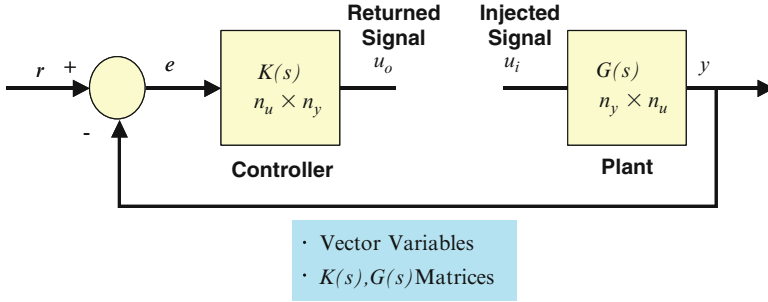 Returned Signal
Injected Signal
r
+
e
K(s)
n_u × n_y
u_o
u_i
G(s)
n_y × n_u
y
-
Controller
Plant
· Vector Variables
· K(s),G(s) Matrices